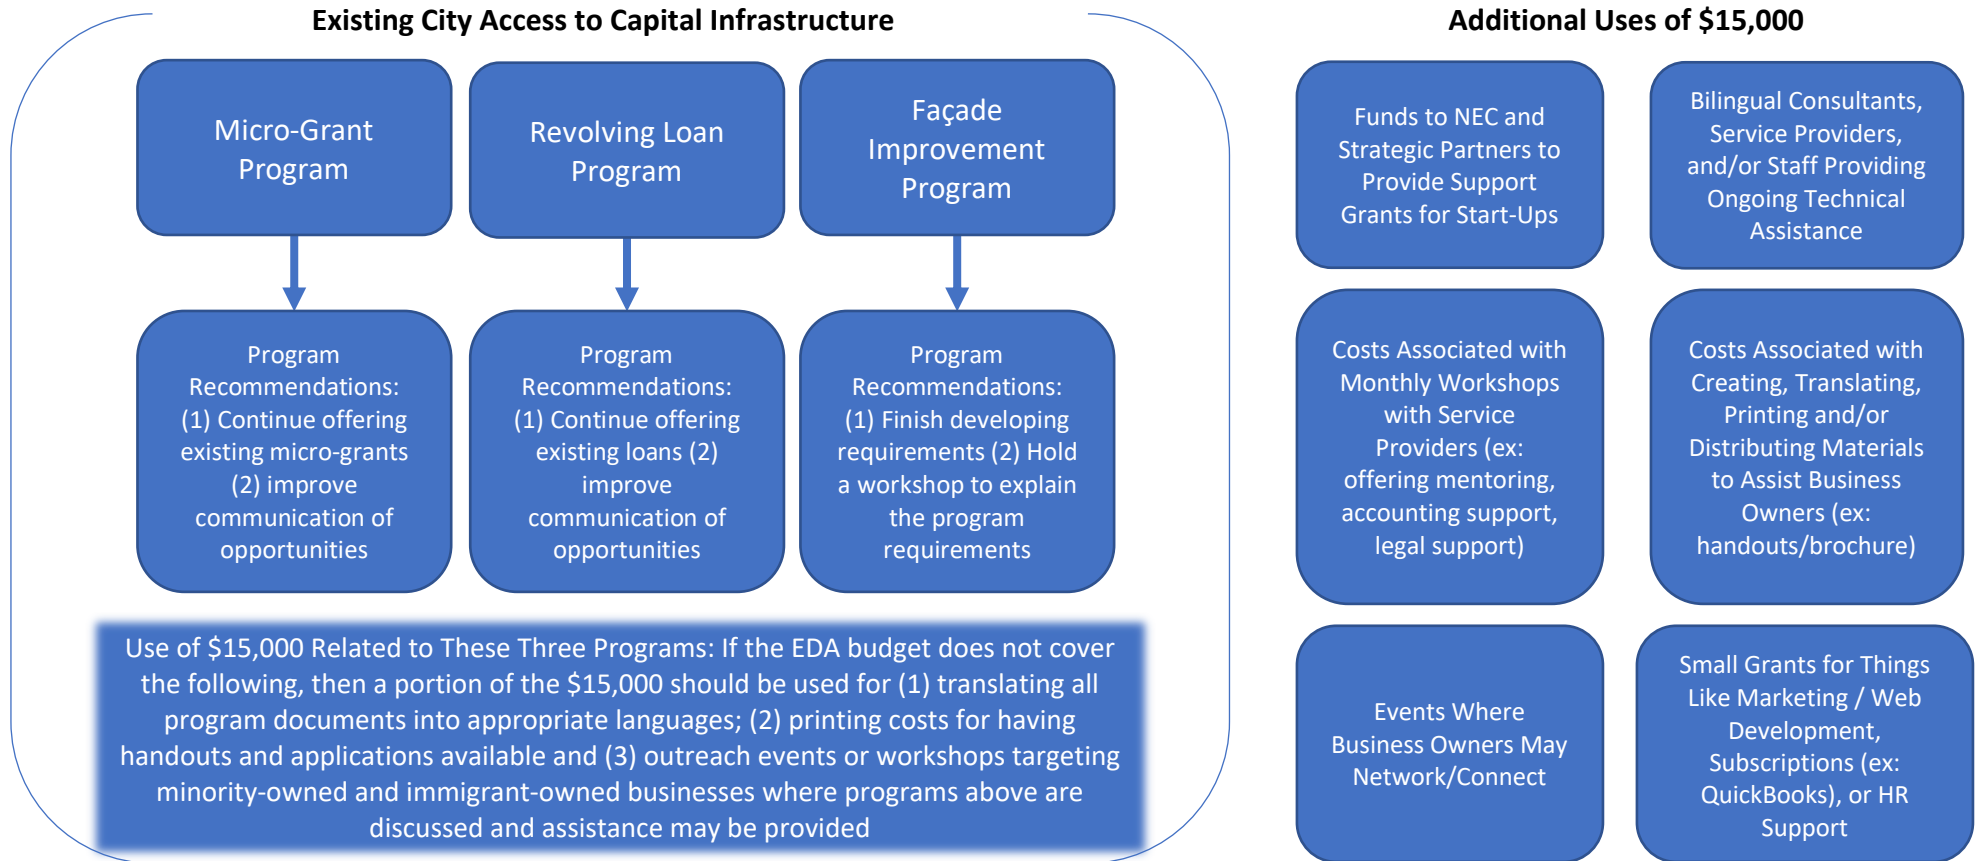 Existing City Access to Capital Infrastructure
Micro-Grant
Program
Revolving Loan
Program
Façade
Improvement
Program
Program
Recommendations:
(1) Continue offering
existing micro-grants
(2) improve
communication of
opportunities
Program
Recommendations:
(1) Continue offering
existing loans (2)
improve
communication of
opportunities
Program
Recommendations:
(1) Finish developing
requirements (2) Hold
a workshop to explain
the program
requirements
Use of $15,000 Related to These Three Programs: If the EDA budget does not cover
the following, then a portion of the $15,000 should be used for (1) translating all
program documents into appropriate languages; (2) printing costs for having
handouts and applications available and (3) outreach events or workshops targeting
minority-owned and immigrant-owned businesses where programs above are
discussed and assistance may be provided
Additional Uses of $15,000
Funds to NEC and
Strategic Partners to
Provide Support
Grants for Start-Ups
Bilingual Consultants,
Service Providers,
and/or Staff Providing
Ongoing Technical
Assistance
Costs Associated with
Monthly Workshops
with Service
Providers (ex:
offering mentoring,
accounting support,
legal support)
Costs Associated with
Creating, Translating,
Printing and/or
Distributing Materials
to Assist Business
Owners (ex:
handouts/brochure)
Events Where
Business Owners May
Network/Connect
Small Grants for Things
Like Marketing / Web
Development,
Subscriptions (ex:
QuickBooks), or HR
Support